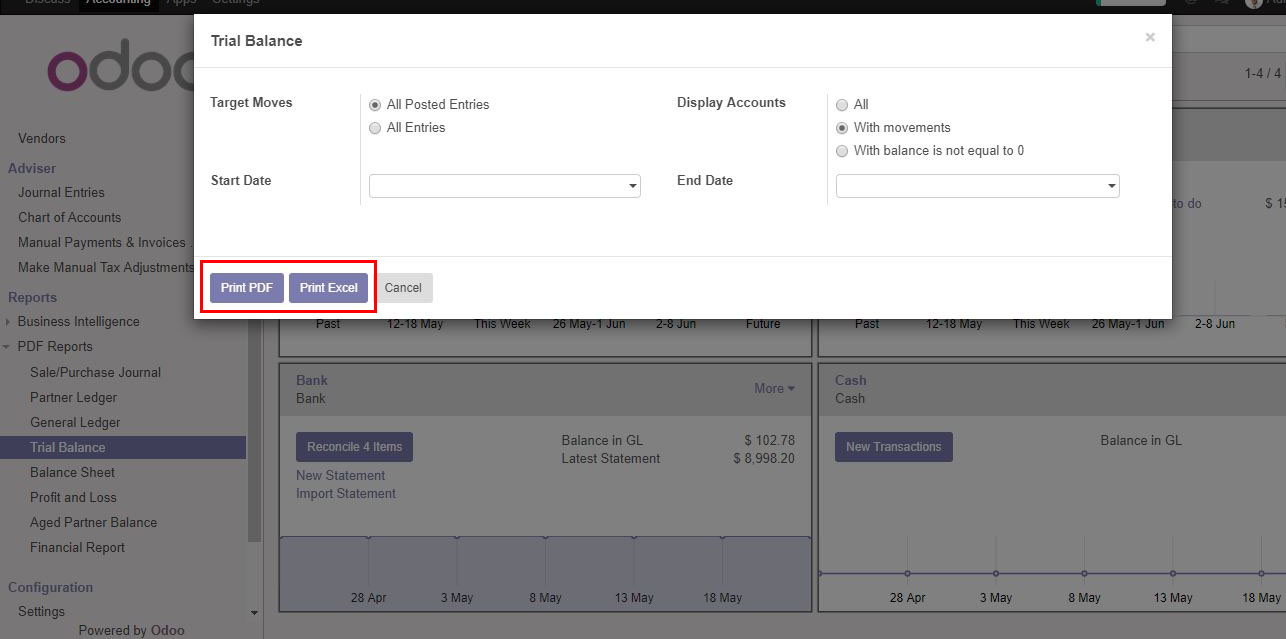 Discuss Accounting Apps Settings
odoo
Trial Balance
×
1-4 / 4
Target Moves
All Posted Entries
All Entries
Display Accounts
All
With movements
With balance is not equal to 0
Start Date
End Date
Print PDF Print Excel Cancel
Vendors
Adviser
Journal Entries
Chart of Accounts
Manual Payments & Invoices .
Make Manual Tax Adjustments
Reports
Business Intelligence
PDF Reports
Sale/Purchase Journal
Partner Ledger
General Ledger
Trial Balance
Balance Sheet
Profit and Loss
Aged Partner Balance
Financial Report
Configuration
Settings
Powered by Odoo
to do $ 15
Past 12-18 May This Week 26 May-1 Jun 2-8 Jun Future
Past 12-18 May This Week 26 May-1 Jun 2-8 Jun
Bank
Bank
More
Reconcile 4 Items
New Statement
Import Statement
Balance in GL $ 102.78
Latest Statement $ 8,998.20
28 Apr 3 May 8 May 13 May 18 May
Cash
Cash
New Transactions
Balance in GL
28 Apr 3 May 8 May 13 May 18 May